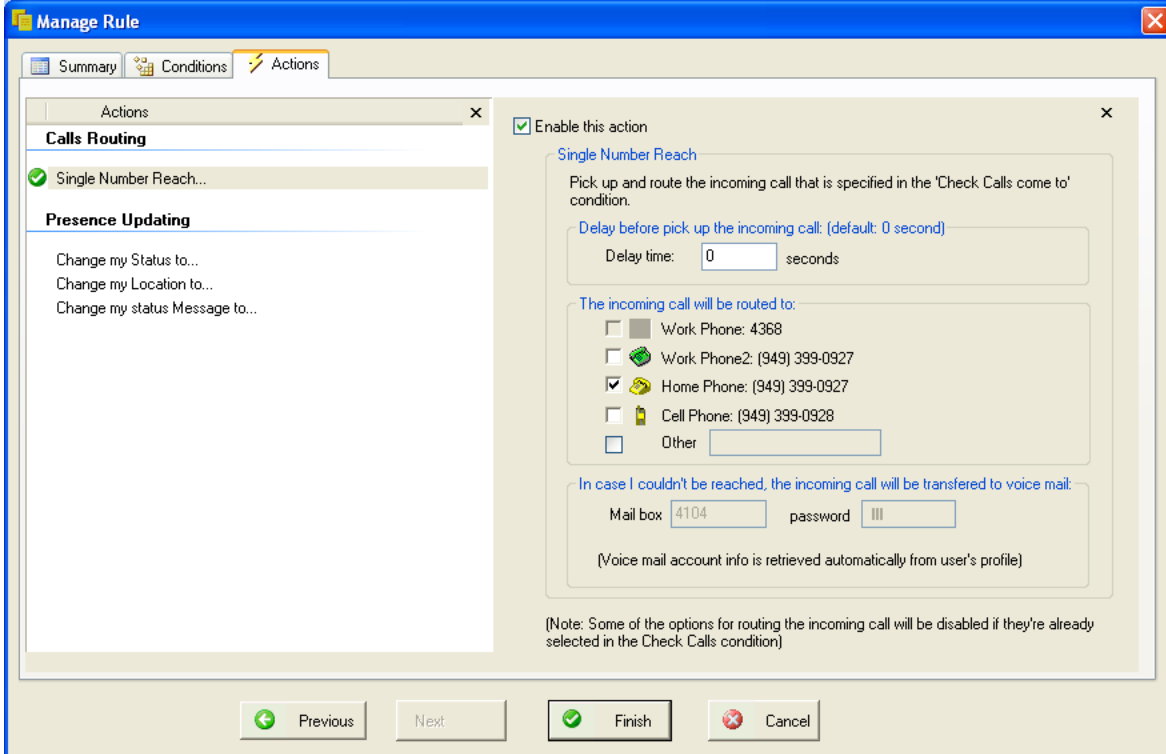 Manage Rule
Summary Conditions Actions
Actions
Calls Routing
Single Number Reach...
Presence Updating
Change my Status to...
Change my Location to...
Change my status Message to...
Enable this action
Single Number Reach
Pick up and route the incoming call that is specified in the 'Check Calls come to'
condition.
Delay before pick up the incoming call: (default: 0 second)
Delay time: 0 seconds
The incoming call will be routed to:
Work Phone: 4368
Work Phone2: (949) 399-0927
Home Phone: (949) 399-0927
Cell Phone: (949) 399-0928
Other
In case I couldn't be reached, the incoming call will be transfered to voice mail:
Mail box 4104 password
(Voice mail account info is retrieved automatically from user's profile)
(Note: Some of the options for routing the incoming call will be disabled if they're already
selected in the Check Calls condition)
Previous Next Finish Cancel